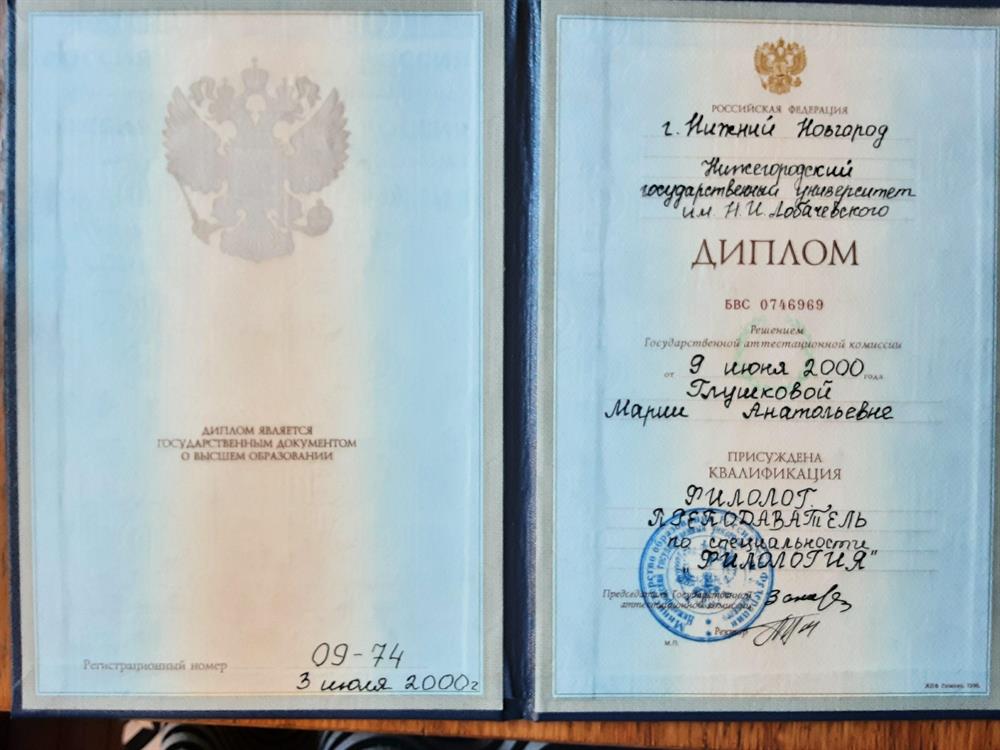 ДИПЛОМ ЯВЛЯЕТСЯ
ГОСУДАРСТВЕННЫМ ДОКУМЕНТОМ
О ВЫСШЕМ ОБРАЗОВАНИИ
Регистрационный номер 09-74
3 июля 2000г
РОССИЙСКАЯ ФЕДЕРАЦИЯ
г. Нижний Новгород
Нижегородский
государственный университет
им. Н.И. Лобачевского
ДИПЛОМ
БВС 0746969
Решением
Государственной аттестационной комиссии
от 9 июня 2000 года
Глушковой
Марии Анатольевне
ПРИСУЖДЕНА
КВАЛИФИКАЦИЯ
ФИЛОЛОГ,
ПРЕПОДАВАТЕЛЬ
по специальности
„ФИЛОЛОГИЯ"
Председатель Государственной
аттестационной комиссии
Ректор
М.П.